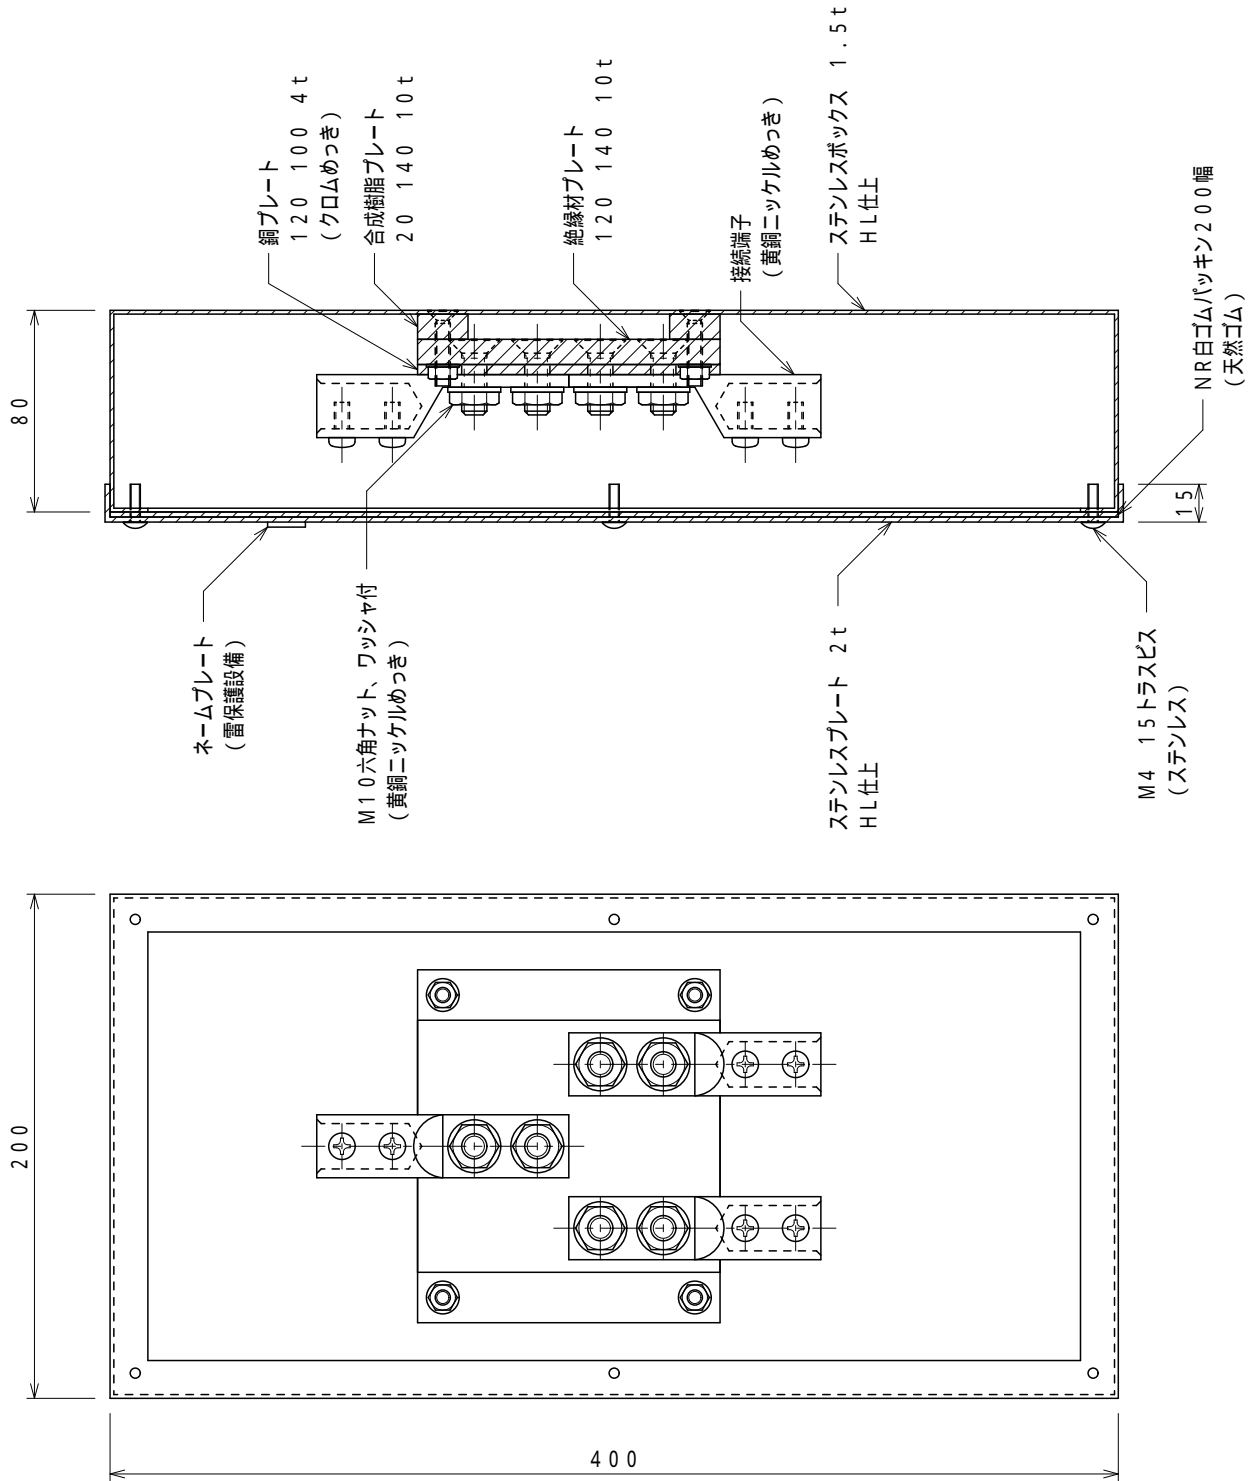 銅プレート
120 100 4t
(クロムめっき)
合成樹脂プレート
20 140 10t
絶縁材プレート
120 140 10t
接続端子
(黄銅ニッケルめっき)
ステンレスボックス 1.5t
HL仕上
NR白ゴムパッキン200幅
(天然ゴム)
80
15
ネームプレート
(雷保護設備)
M10六角ナット、ワッシャ付
(黄銅ニッケルめっき)
ステンレスプレート 2t
HL仕上
M4 15トラスビス
(ステンレス)
200
400